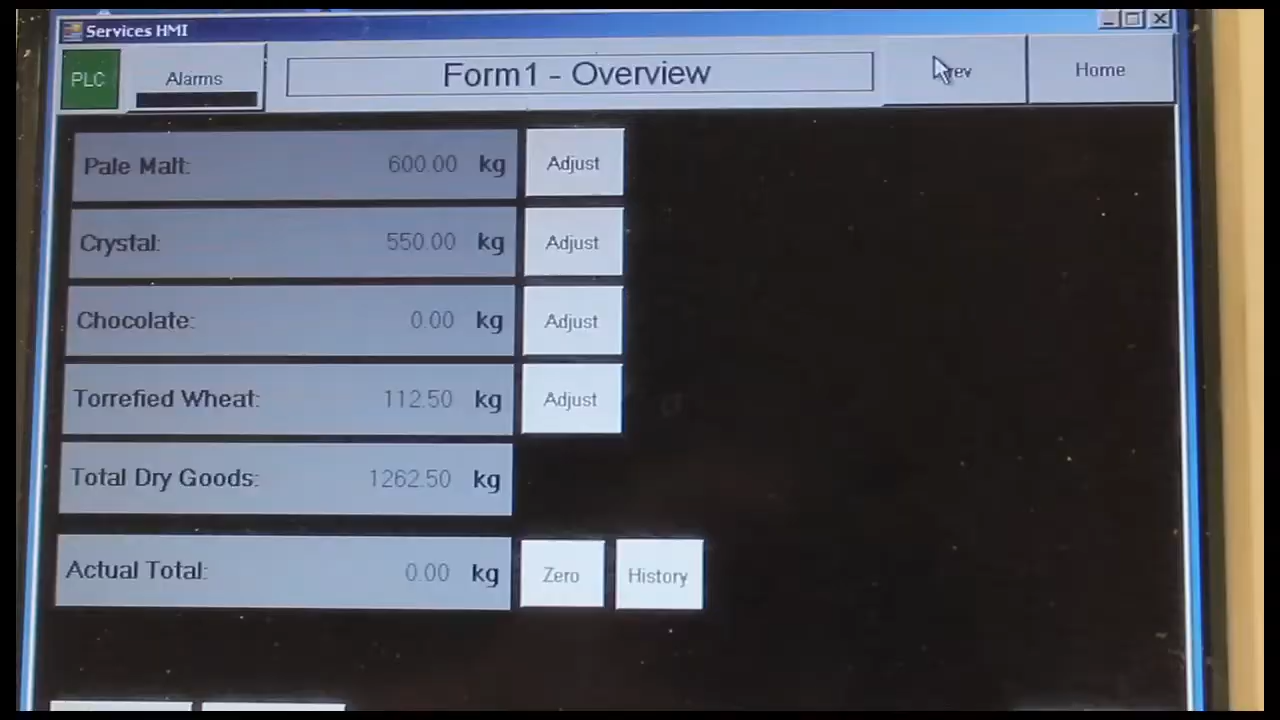 Services HMI
PLC
Alarms
Form1 - Overview
Home
Pale Malt: 600.00 kg Adjust
Crystal: 550.00 kg Adjust
Chocolate: 0.00 kg Adjust
Torrefied Wheat: 112.50 kg Adjust
Total Dry Goods: 1262.50 kg
Actual Total: 0.00 kg Zero History